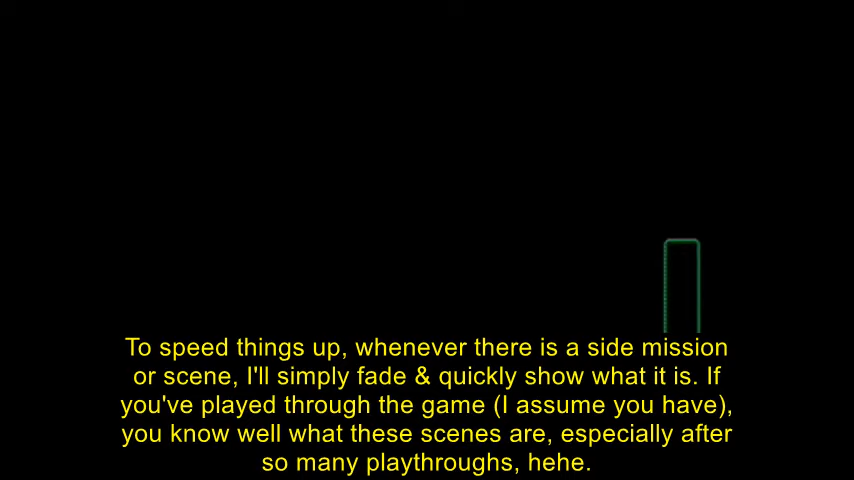 To speed things up, whenever there is a side mission
or scene, I'll simply fade & quickly show what it is. If
you've played through the game (I assume you have),
you know well what these scenes are, especially after
so many playthroughs, hehe.